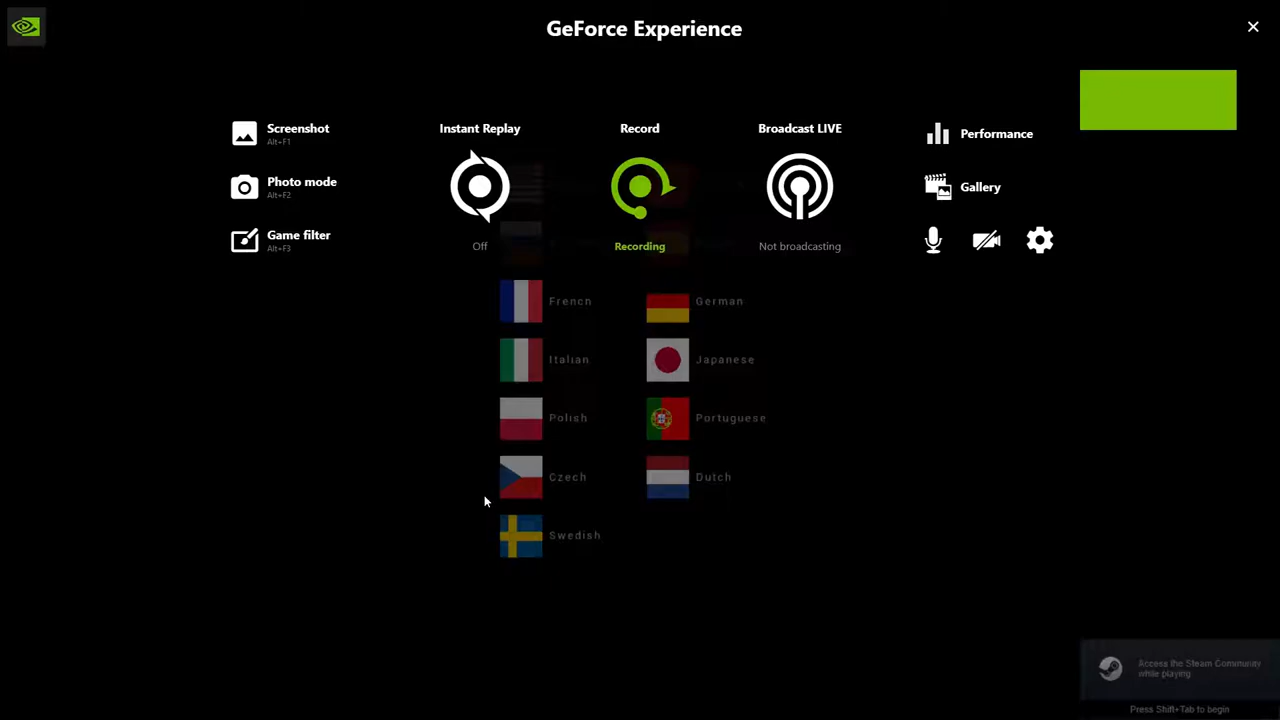 GeForce Experience
Screenshot
Alt+F1
Photo mode
Alt+F2
Game filter
Alt+F3
Instant Replay
Off
Record
Recording
Broadcast LIVE
Not broadcasting
Performance
Gallery
French
German
Italian
Japanese
Polish
Portuguese
Czech
Dutch
Swedish
Access the Steam Community
while playing
Press Shift+Tab to begin